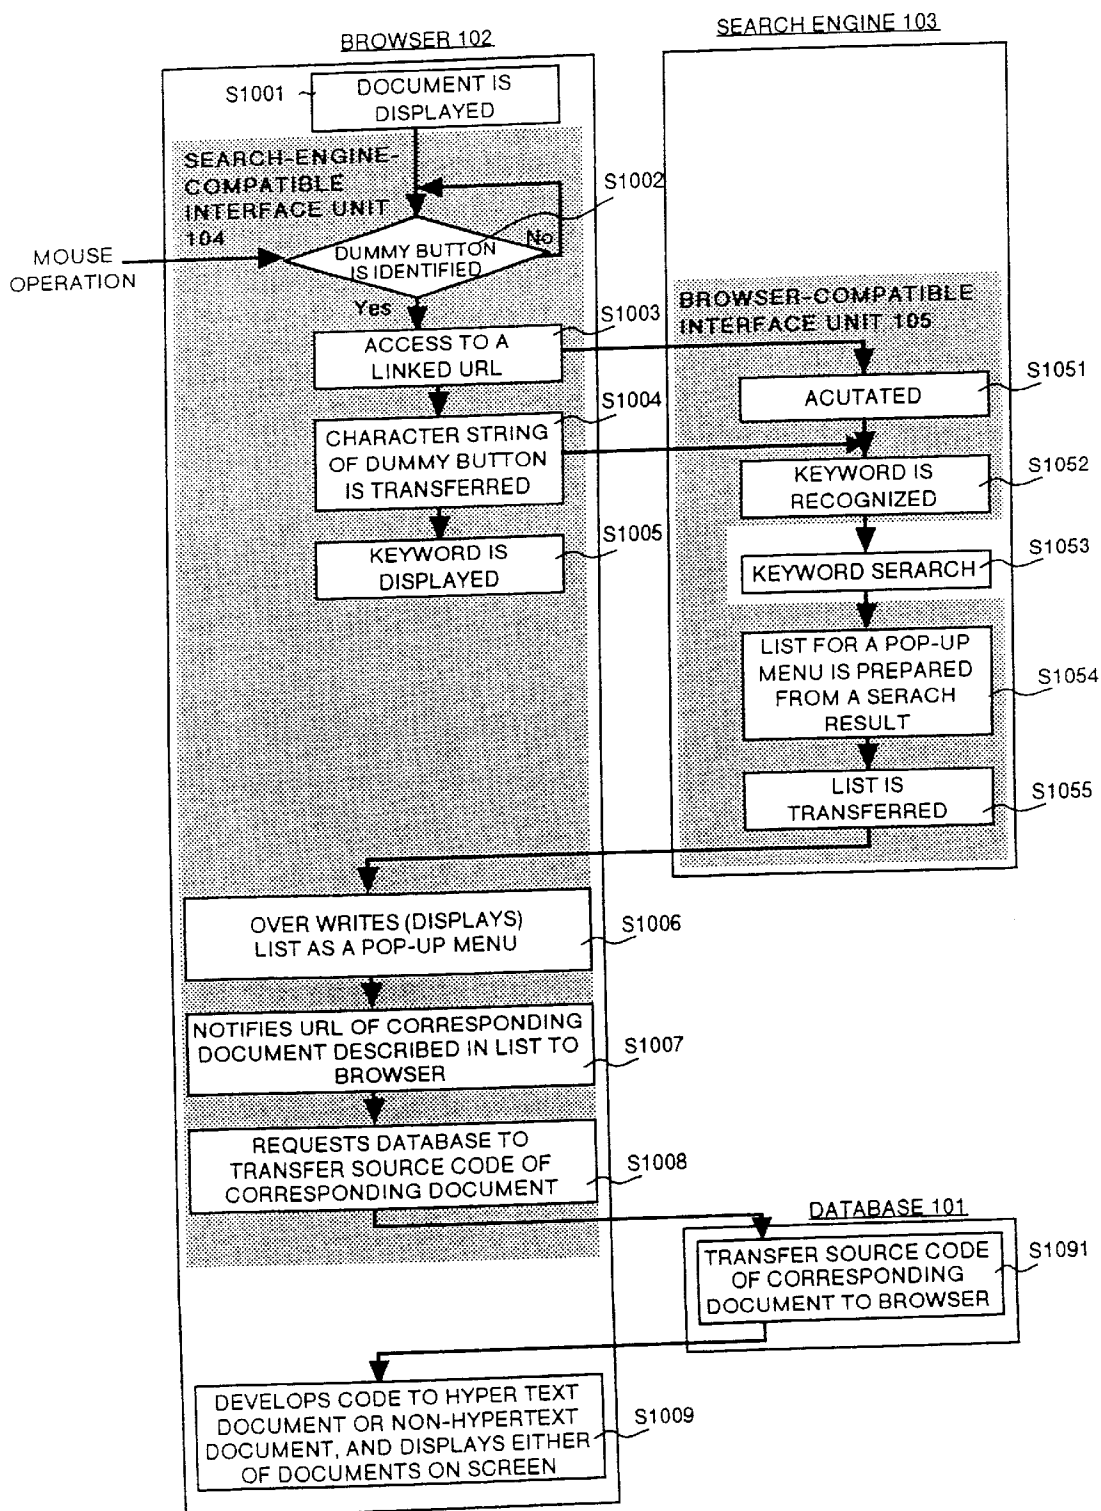 BROWSER 102
SEARCH ENGINE 103
S1001
DOCUMENT IS
DISPLAYED
SEARCH-ENGINE-
COMPATIBLE
INTERFACE UNIT
104
S1002
MOUSE
OPERATION
DUMMY BUTTON
IS IDENTIFIED
No
Yes
BROWSER-COMPATIBLE
INTERFACE UNIT 105
S1003
ACCESS TO A
LINKED URL
S1051
ACUTATED
S1004
CHARACTER STRING
OF DUMMY BUTTON
IS TRANSFERRED
S1052
KEYWORD IS
RECOGNIZED
S1005
KEYWORD IS
DISPLAYED
S1053
KEYWORD SERARCH
LIST FOR A POP-UP
MENU IS PREPARED
FROM A SERACH
RESULT
S1054
LIST IS
TRANSFERRED
S1055
OVER WRITES (DISPLAYS)
LIST AS A POP-UP MENU
S1006
NOTIFIES URL OF CORRESPONDING
DOCUMENT DESCRIBED IN LIST TO
BROWSER
S1007
REQUESTS DATABASE TO
TRANSFER SOURCE CODE OF
CORRESPONDING DOCUMENT
S1008
DATABASE 101
TRANSFER SOURCE CODE
OF CORRESPONDING
DOCUMENT TO BROWSER
S1091
DEVELOPS CODE TO HYPER TEXT
DOCUMENT OR NON-HYPERTEXT
DOCUMENT, AND DISPLAYS EITHER
OF DOCUMENTS ON SCREEN
S1009